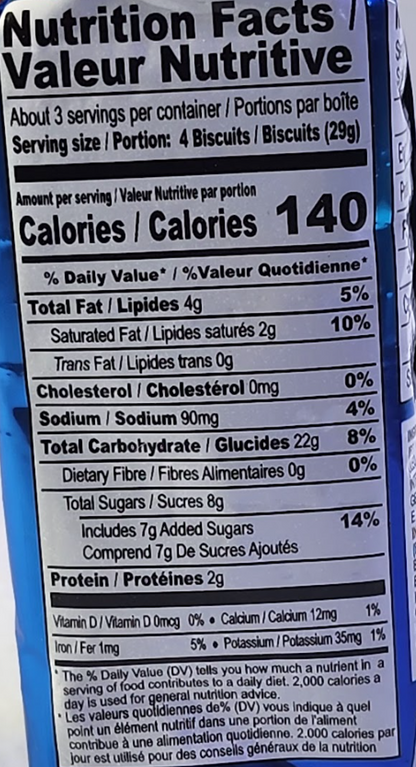 Nutrition Facts /
Valeur Nutritive
About 3 servings per container / Portions par boîte
Serving size / Portion: 4 Biscuits / Biscuits (29g)
Amount per serving / Valeur Nutritive par portion
Calories / Calories 140
% Daily Value* / %Valeur Quotidienne*
Total Fat / Lipides 4g 5%
Saturated Fat / Lipides saturés 2g 10%
Trans Fat / Lipides trans 0g
Cholesterol / Cholestérol 0mg 0%
Sodium / Sodium 90mg 4%
Total Carbohydrate / Glucides 22g 8%
Dietary Fibre / Fibres Alimentaires 0g 0%
Total Sugars / Sucres 8g
Includes 7g Added Sugars 14%
Comprend 7g De Sucres Ajoutés
Protein / Protéines 2g
Vitamin D / Vitamin D 0mcg 0% • Calcium / Calcium 12mg 1%
Iron / Fer 1mg 5% • Potassium / Potassium 35mg 1%
* The % Daily Value (DV) tells you how much a nutrient in a
serving of food contributes to a daily diet. 2,000 calories a
day is used for general nutrition advice.
* Les valeurs quotidiennes de% (DV) vous indique à quel
point un élément nutritif dans une portion de l'aliment
contribue à une alimentation quotidienne. 2.000 calories par
jour est utilisé pour des conseils généraux de la nutrition